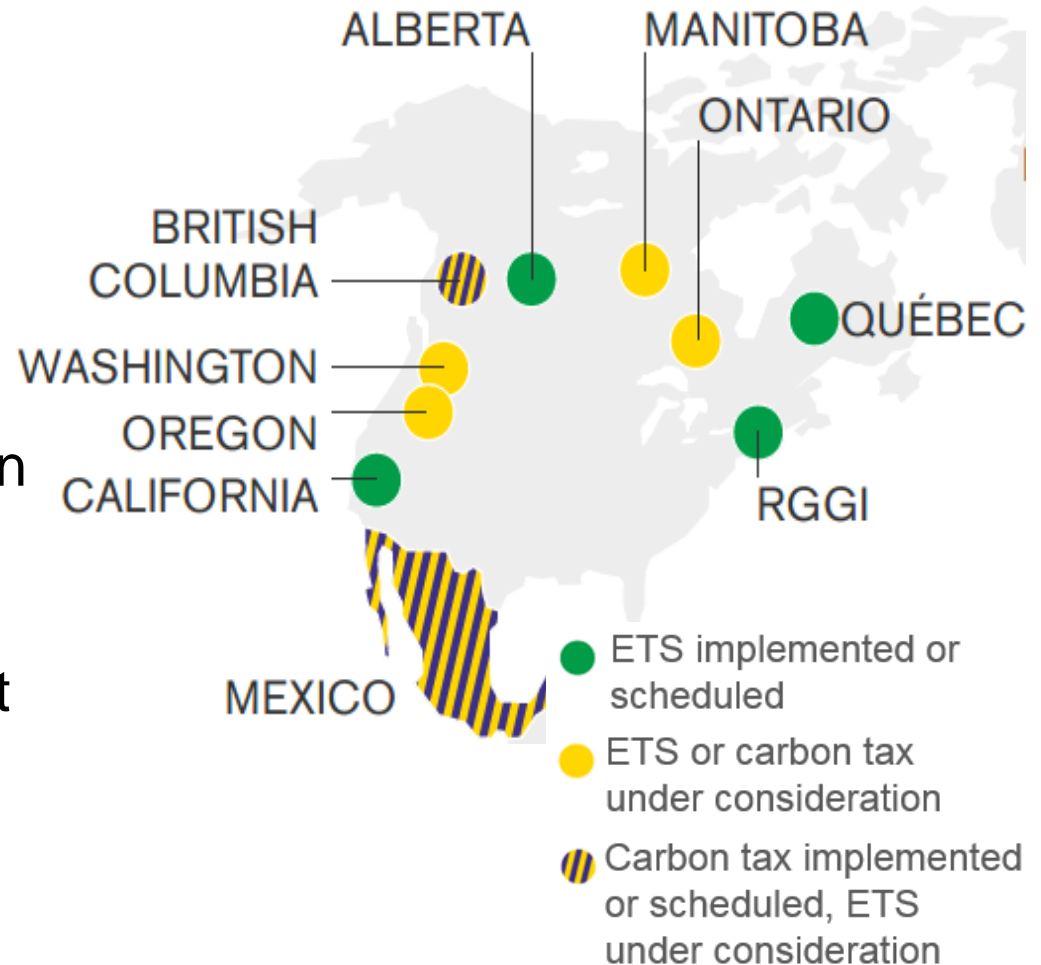 ALBERTA
MANITOBA
ONTARIO
BRITISH
COLUMBIA
QUÉBEC
WASHINGTON
OREGON
n
CALIFORNIA
RGGI
t
MEXICO
ETS implemented or
scheduled
ETS or carbon tax
under consideration
Carbon tax implemented
or scheduled, ETS
under consideration